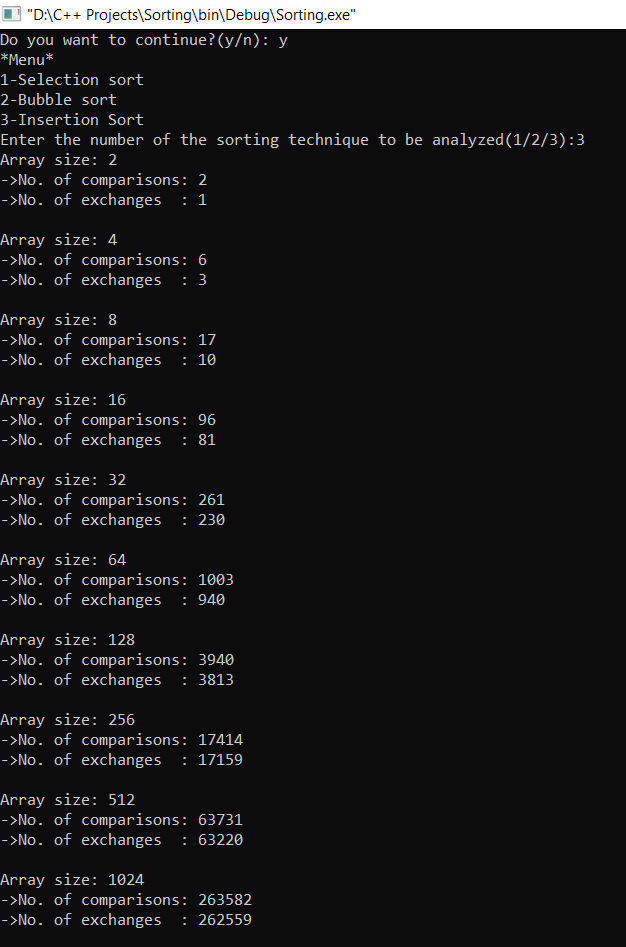 "D:\C++ Projects\Sorting\bin\Debug\Sorting.exe"
Do you want to continue?(y/n): y
*Menu*
1-Selection sort
2-Bubble sort
3-Insertion Sort
Enter the number of the sorting technique to be analyzed(1/2/3):3
Array size: 2
->No. of comparisons: 2
->No. of exchanges  : 1

Array size: 4
->No. of comparisons: 6
->No. of exchanges  : 3

Array size: 8
->No. of comparisons: 17
->No. of exchanges  : 10

Array size: 16
->No. of comparisons: 96
->No. of exchanges  : 81

Array size: 32
->No. of comparisons: 261
->No. of exchanges  : 230

Array size: 64
->No. of comparisons: 1003
->No. of exchanges  : 940

Array size: 128
->No. of comparisons: 3940
->No. of exchanges  : 3813

Array size: 256
->No. of comparisons: 17414
->No. of exchanges  : 17159

Array size: 512
->No. of comparisons: 63731
->No. of exchanges  : 63220

Array size: 1024
->No. of comparisons: 263582
->No. of exchanges  : 262559